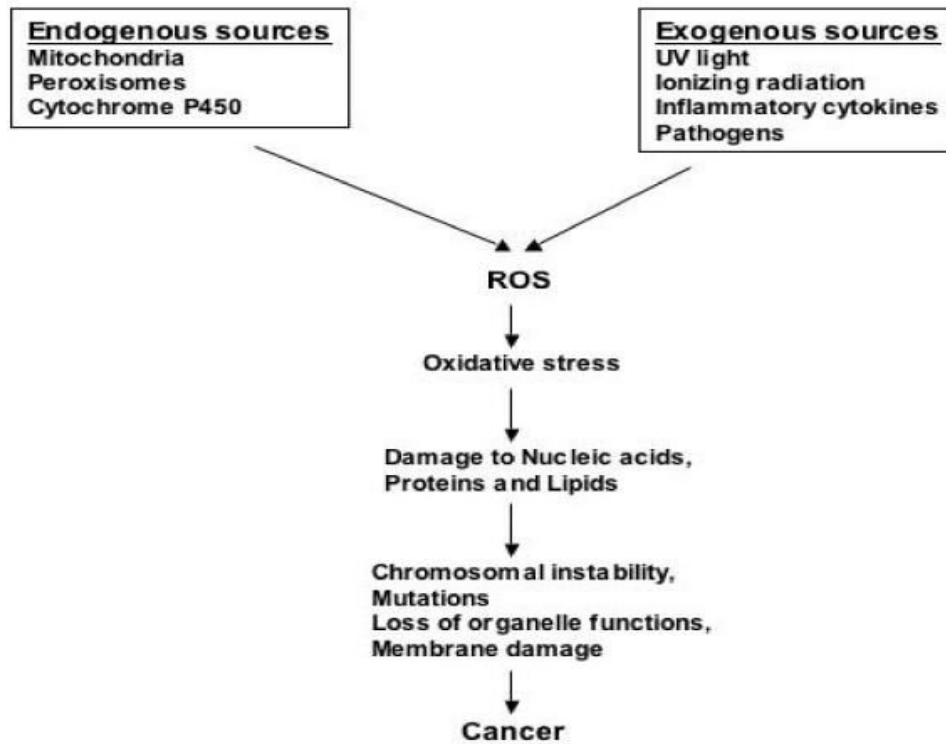 Endogenous sources
Mitochondria
Peroxisomes
Cytochrome P450
Exogenous sources
UV light
Ionizing radiation
Inflammatory cytokines
Pathogens
ROS
Oxidative stress
Damage to Nucleic acids,
Proteins and Lipids
Chromosomal instability,
Mutations
Loss of organelle functions,
Membrane damage
Cancer